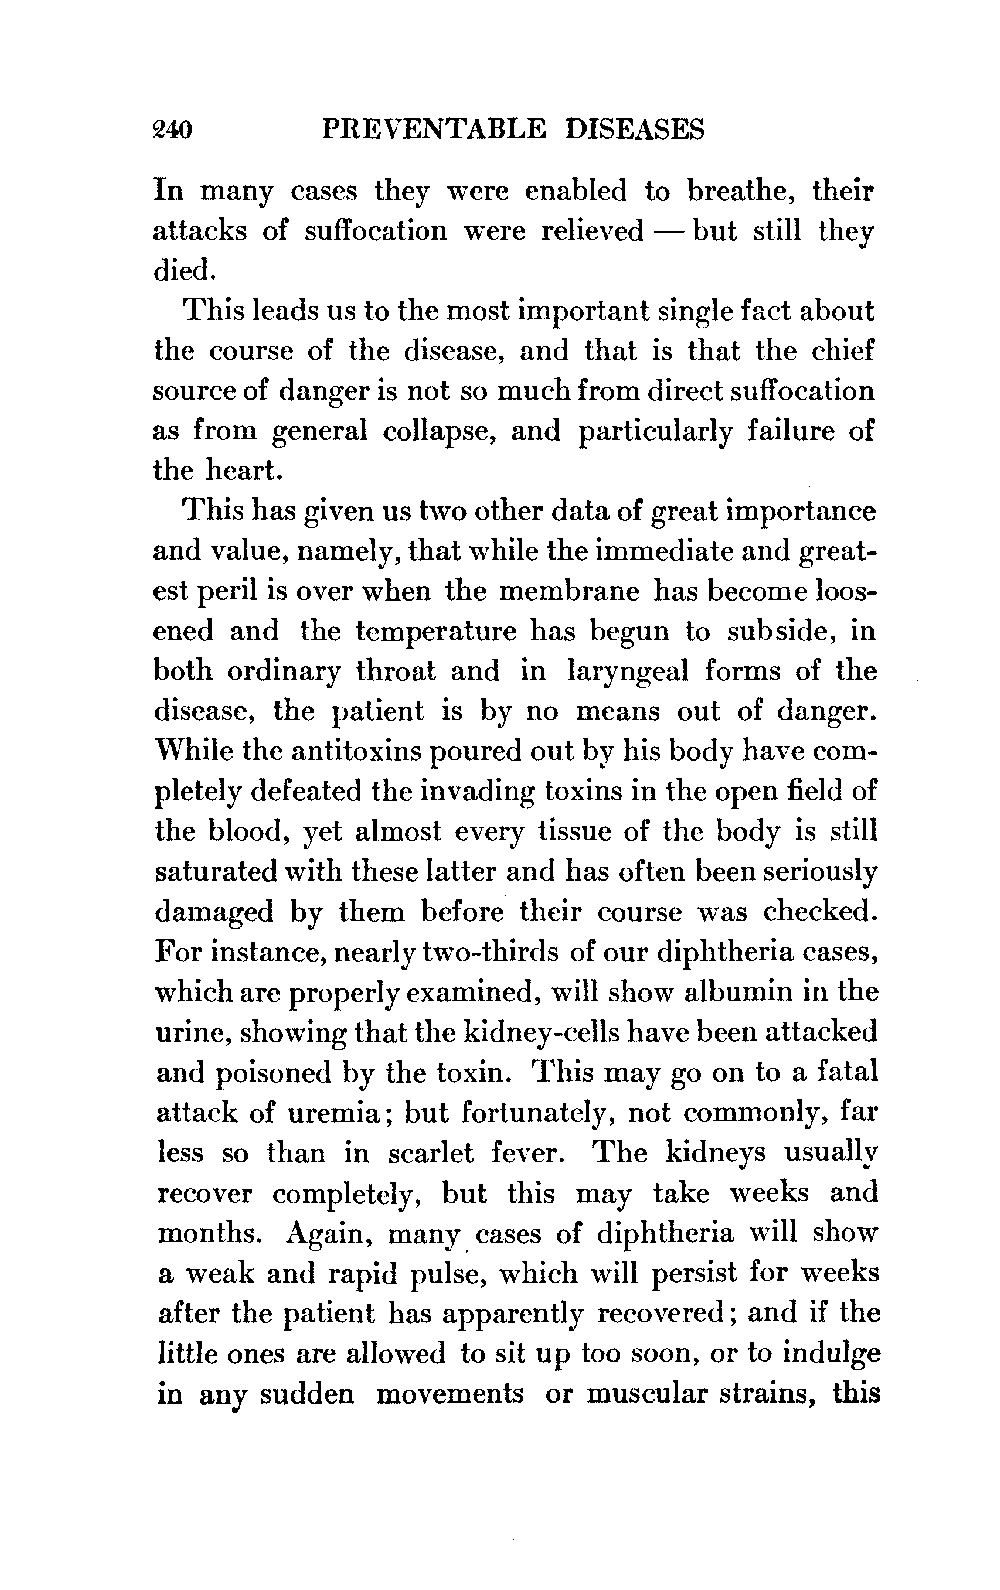 240 PREVENTABLE DISEASES
In many cases they were enabled to breathe, their
attacks of suffocation were relieved — but still they
died.
This leads us to the most important single fact about
the course of the disease, and that is that the chief
source of danger is not so much from direct suffocation
as from general collapse, and particularly failure of
the heart.
This has given us two other data of great importance
and value, namely, that while the immediate and great-
est peril is over when the membrane has become loos-
ened and the temperature has begun to subside, in
both ordinary throat and in laryngeal forms of the
disease, the patient is by no means out of danger.
While the antitoxins poured out by his body have com-
pletely defeated the invading toxins in the open field of
the blood, yet almost every tissue of the body is still
saturated with these latter and has often been seriously
damaged by them before their course was checked.
For instance, nearly two-thirds of our diphtheria cases,
which are properly examined, will show albumin in the
urine, showing that the kidney-cells have been attacked
and poisoned by the toxin. This may go on to a fatal
attack of uremia; but fortunately, not commonly, far
less so than in scarlet fever. The kidneys usually
recover completely, but this may take weeks and
months. Again, many cases of diphtheria will show
a weak and rapid pulse, which will persist for weeks
after the patient has apparently recovered; and if the
little ones are allowed to sit up too soon, or to indulge
in any sudden movements or muscular strains, this